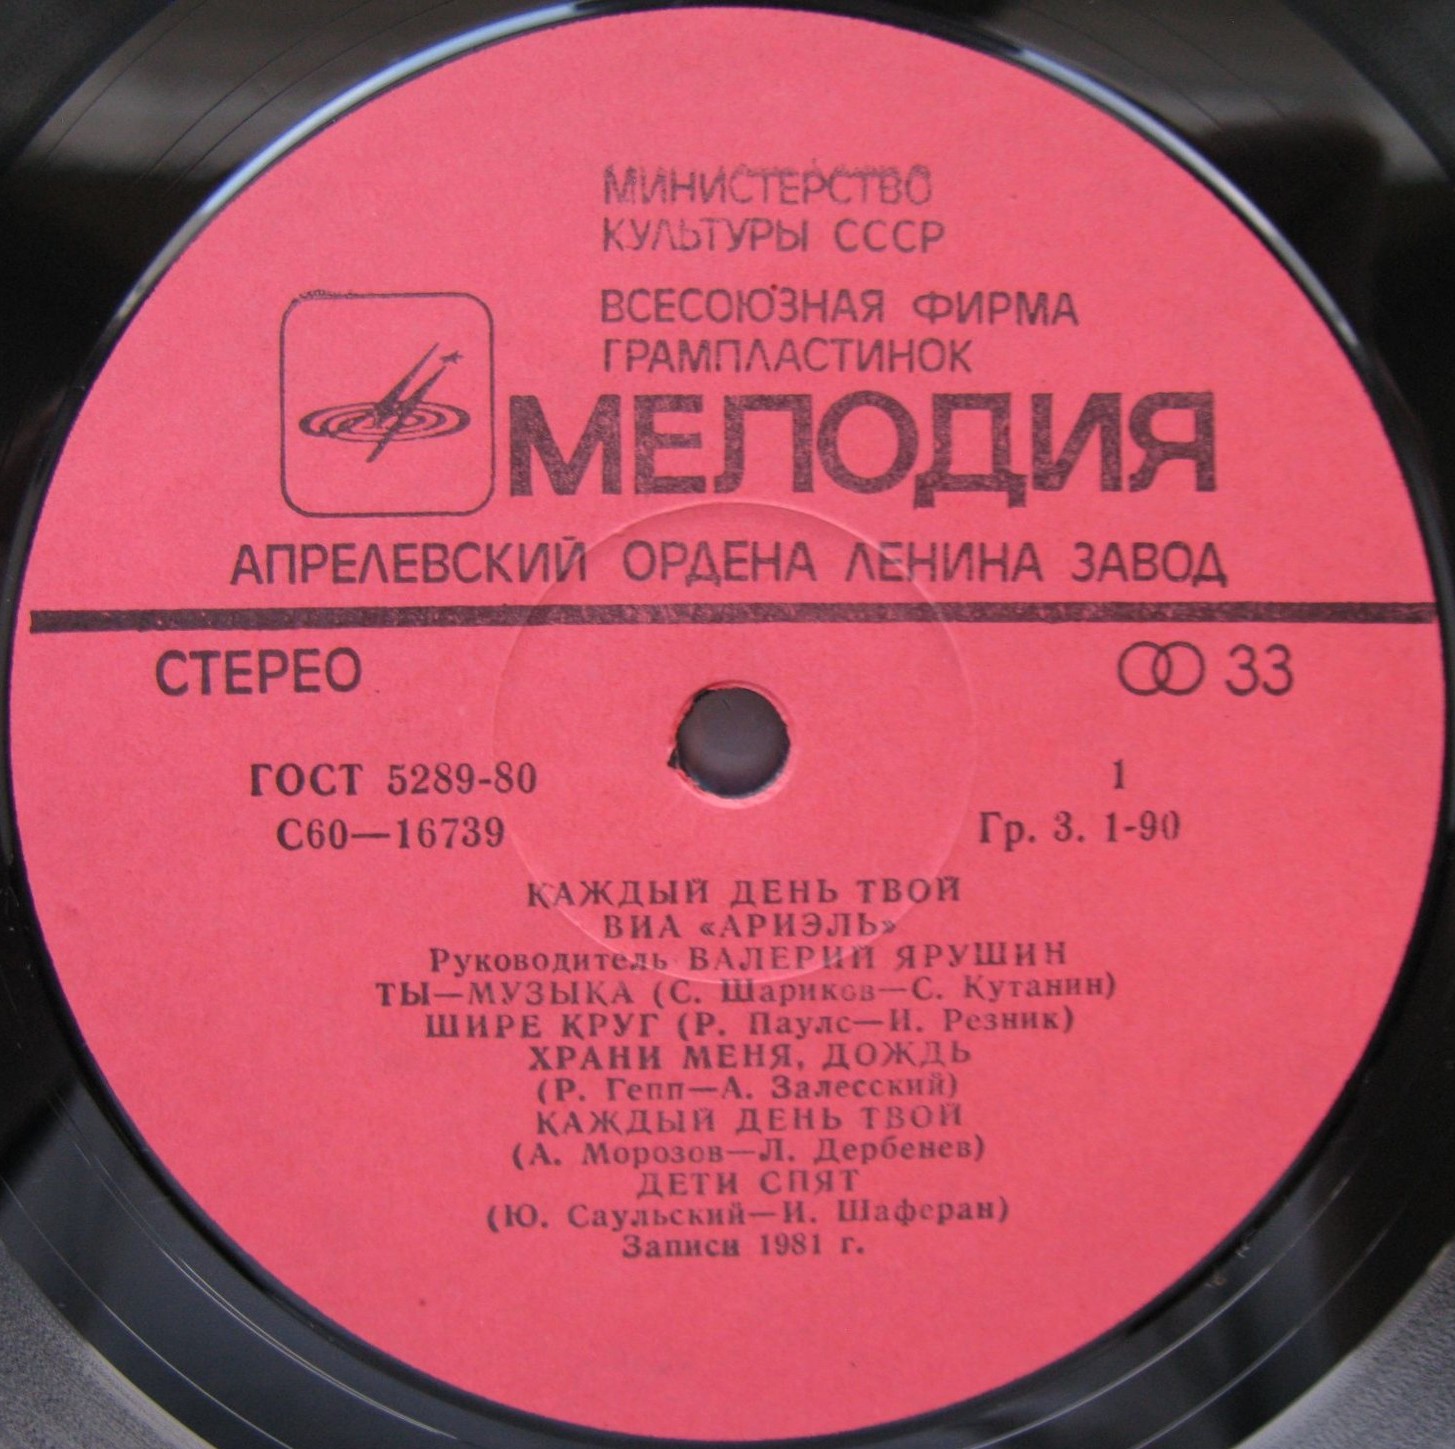 МИНИСТЕРСТВО
КУЛЬТУРЫ СССР
ВСЕСОЮЗНАЯ ФИРМА
ГРАМПЛАСТИНОК
МЕЛОДИЯ
АПРЕЛЕВСКИЙ ОРДЕНА ЛЕНИНА ЗАВОД
СТЕРЕО 33
ГОСТ 5289-80 1
С60—16739 Гр. 3. 1-90
КАЖДЫЙ ДЕНЬ ТВОЙ
ВИА «АРИЭЛЬ»
Руководитель ВАЛЕРИЙ ЯРУШИН
ТЫ—МУЗЫКА (С. Шариков—С. Кутанин)
ШИРЕ КРУГ (Р. Паулс—И. Резник)
ХРАНИ МЕНЯ, ДОЖДЬ
(Р. Гепп—А. Залесский)
КАЖДЫЙ ДЕНЬ ТВОЙ
(А. Морозов—Л. Дербенев)
ДЕТИ СПЯТ
(Ю. Саульский—И. Шаферан)
Записи 1981 г.